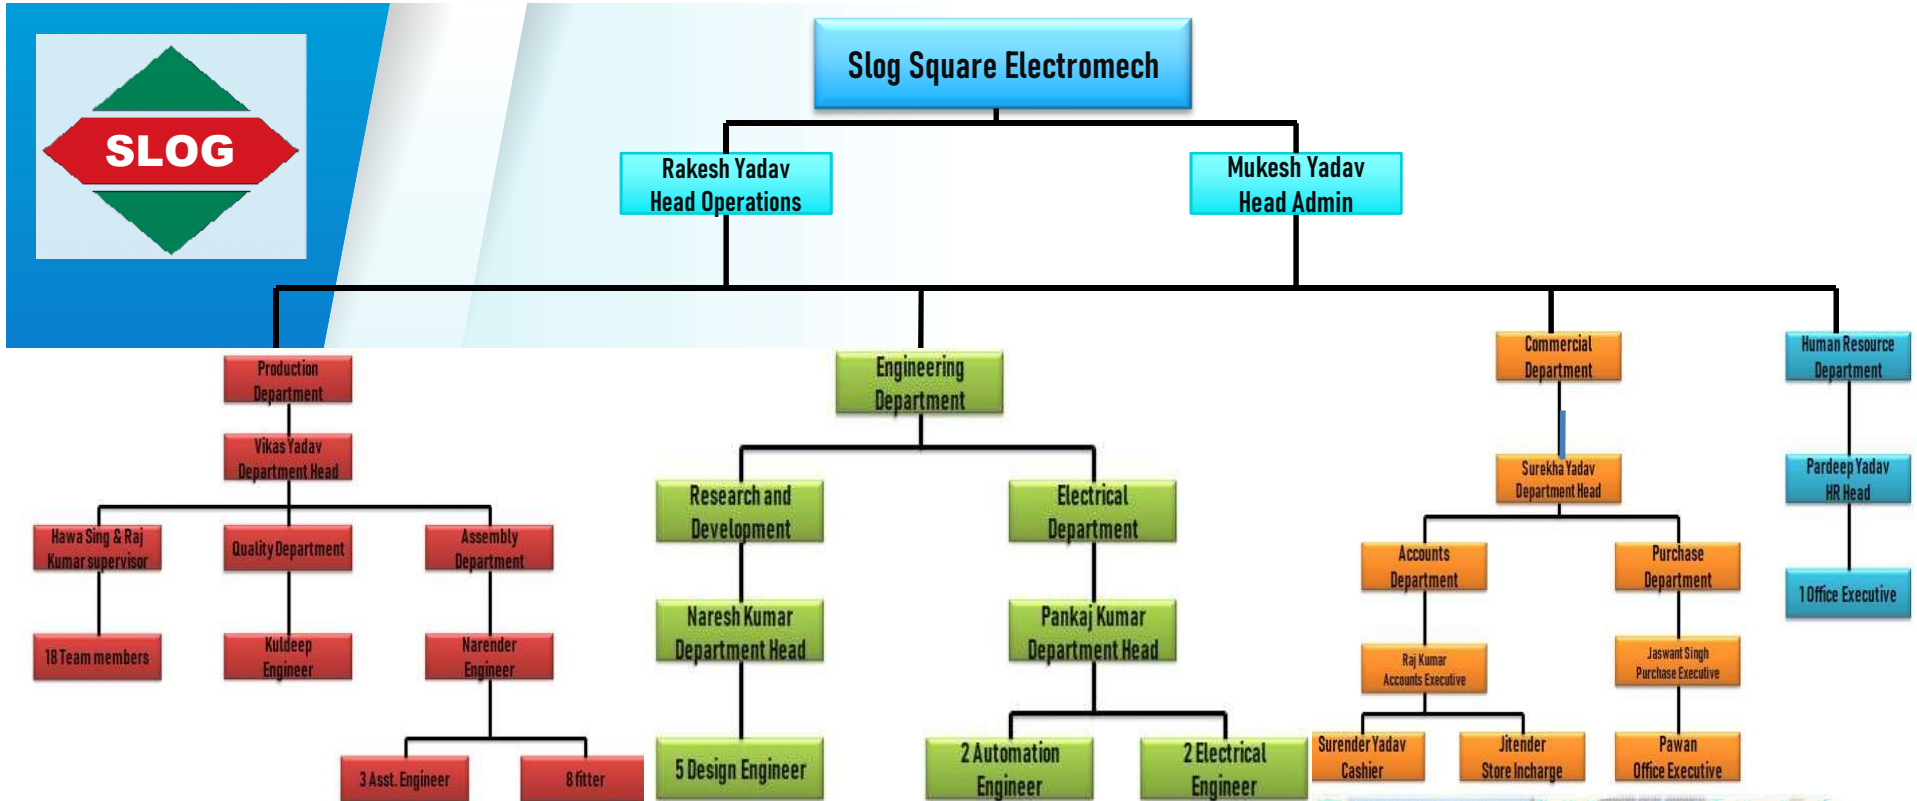 SLOG
Slog Square Electromech
Rakesh Yadav
Head Operations
Mukesh Yadav
Head Admin
Production
Department
Vikas Yadav
Department Head
Hawa Sing & Raj
Kumar supervisor
18 Team members
Quality Department
Kuldeep
Engineer
Assembly
Department
Narender
Engineer
3 Asst. Engineer
8 fitter
Engineering
Department
Research and
Development
Naresh Kumar
Department Head
5 Design Engineer
Electrical
Department
Pankaj Kumar
Department Head
2 Automation
Engineer
2 Electrical
Engineer
Commercial
Department
Surekha Yadav
Department Head
Accounts
Department
Raj Kumar
Accounts Executive
Surender Yadav
Cashier
Jitender
Store Incharge
Purchase
Department
Jaswant Singh
Purchase Executive
Pawan
Office Executive
Human Resource
Department
Pardeep Yadav
HR Head
1 Office Executive